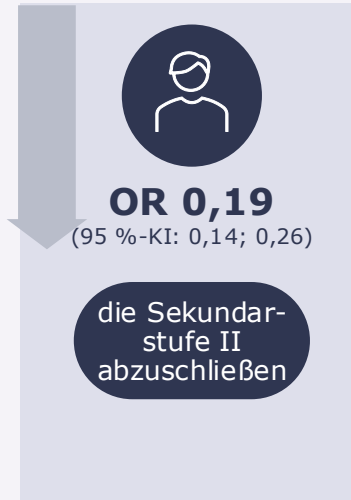 OR 0,19
(95 %-KI: 0,14; 0,26)
die Sekundar-
stufe II
abzuschließen